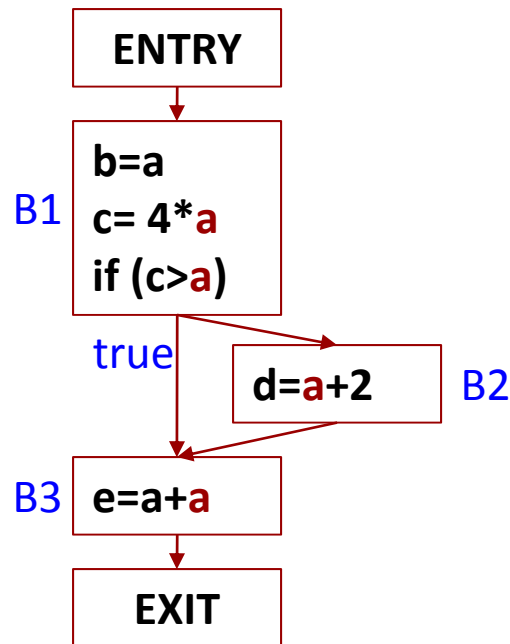 ENTRY
B1
b=a
c= 4*a
if (c>a)
true
d=a+2
B2
B3
e=a+a
EXIT